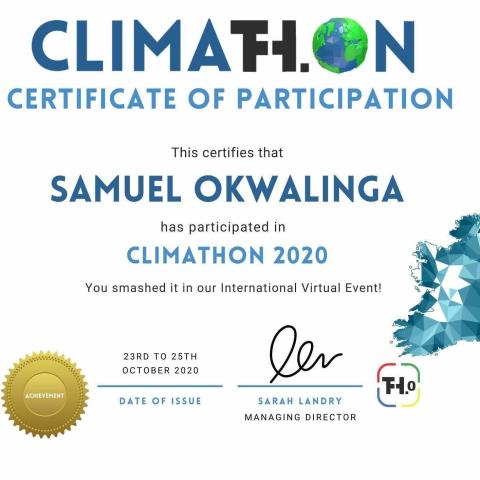 CLIMATH.ON
CERTIFICATE OF PARTICIPATION
This certifies that
SAMUEL OKWALINGA
has participated in
CLIMATHON 2020
You smashed it in our International Virtual Event!
23RD TO 25TH
OCTOBER 2020
DATE OF ISSUE
SARAH LANDRY
MANAGING DIRECTOR
ACHIEVEMENT
TH.O